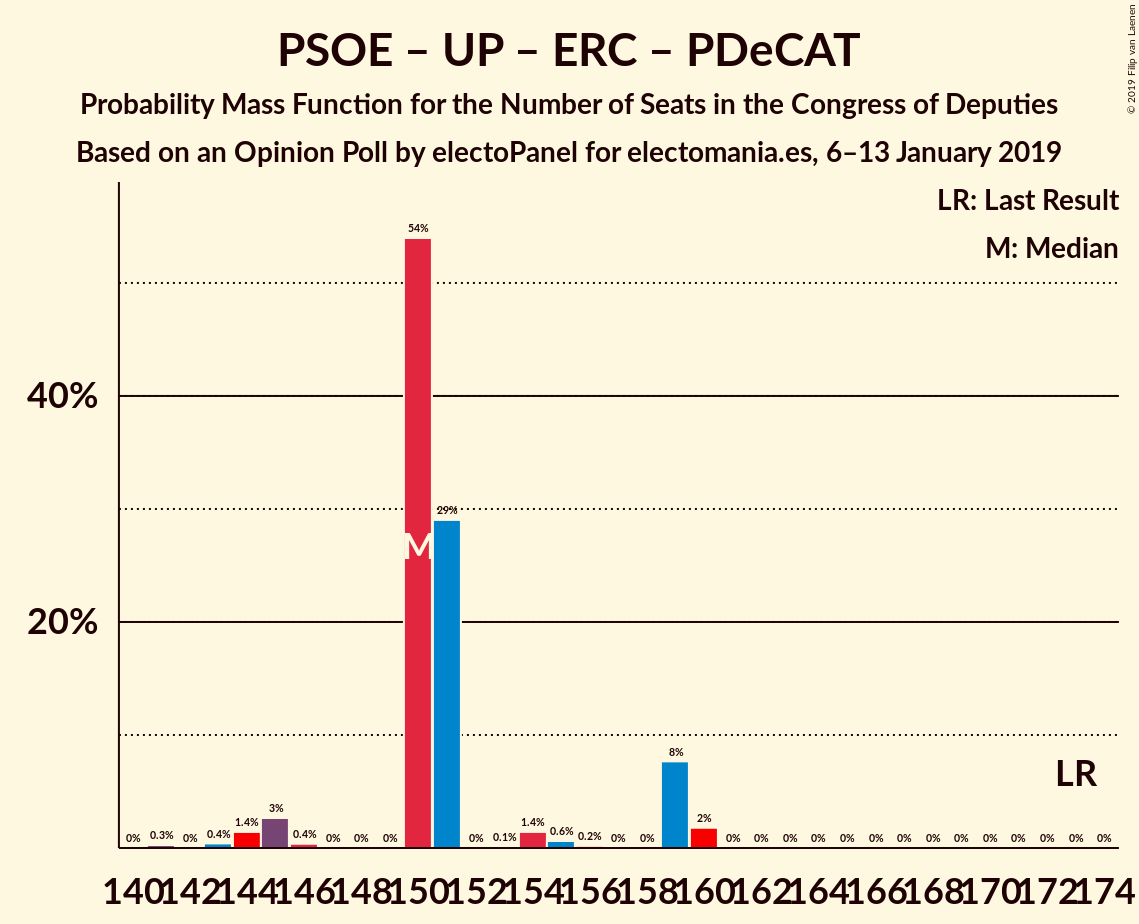 PSOE – UP – ERC – PDeCAT
Probability Mass Function for the Number of Seats in the Congress of Deputies
Based on an Opinion Poll by electoPanel for electomania.es, 6–13 January 2019
© 2019 Filip van Laenen
LR: Last Result
M: Median
40%
20%
54%
29%
M
8%
LR
0% 0.3% 0% 0.4% 1.4% 3% 0.4% 0% 0% 0% 0% 0.1% 1.4% 0.6% 0.2% 0% 0% 2% 0% 0% 0% 0% 0% 0% 0% 0% 0% 0% 0% 0% 0% 0%
140 142 144 146 148 150 152 154 156 158 160 162 164 166 168 170 172 174